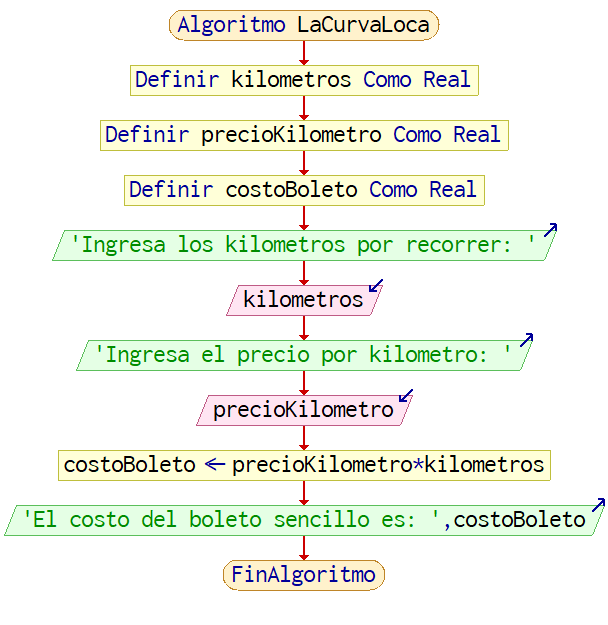 Algoritmo LaCurvaLoca
Definir kilometros Como Real
Definir precioKilometro Como Real
Definir costoBoleto Como Real
'Ingresa los kilometros por recorrer: '
kilometros
'Ingresa el precio por kilometro: '
precioKilometro
costoBoleto ← precioKilometro*kilometros
'El costo del boleto sencillo es: ',costoBoleto
FinAlgoritmo